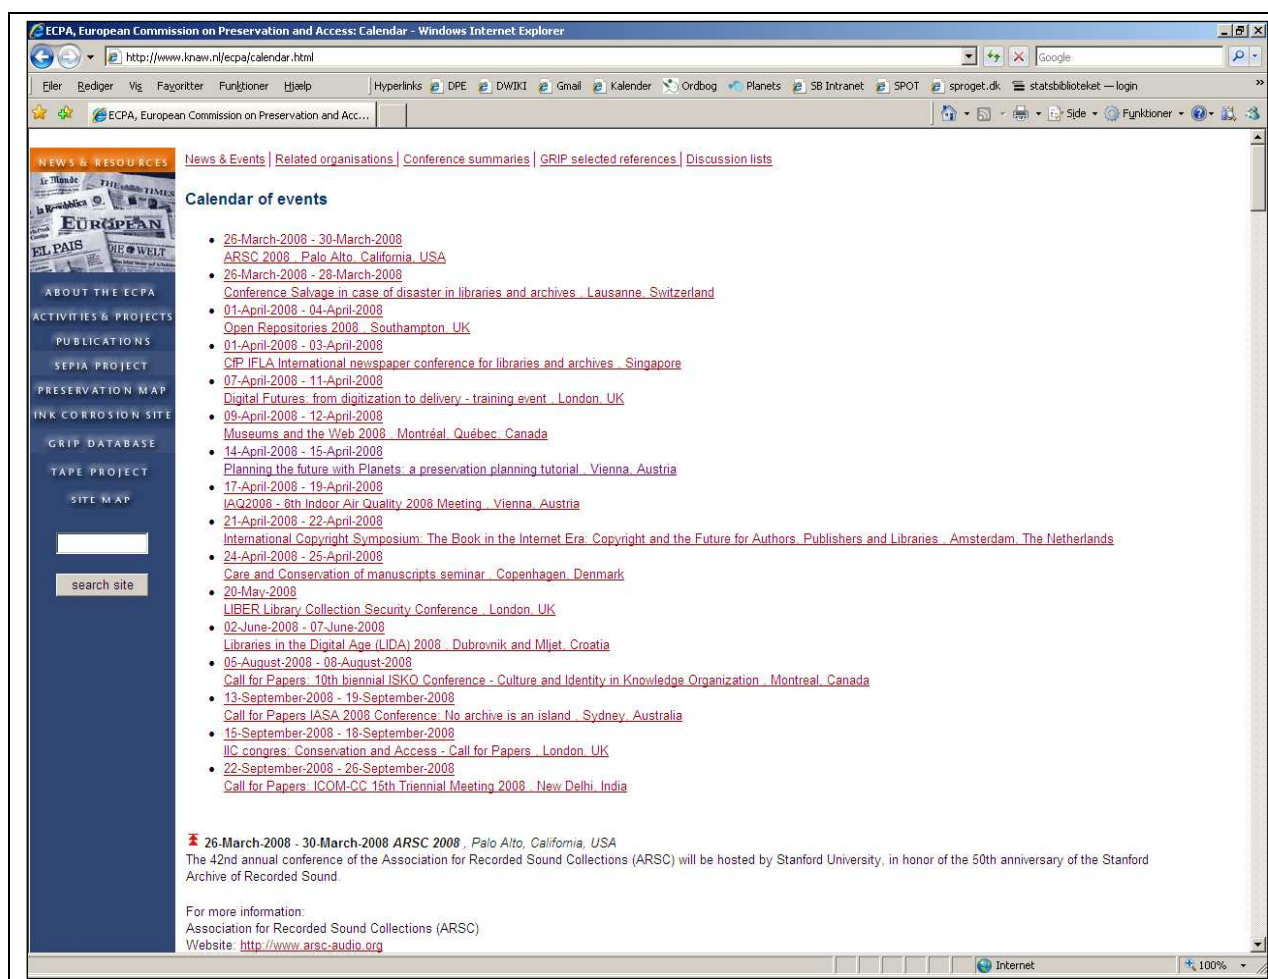 ECPA, European Commission on Preservation and Access: Calendar - Windows Internet Explorer
http://www.knaw.nl/ecpa/calendar.html
Google
Filer Rediger Vis Favoritter Funktioner Hjælp Hyperlinks DPE DWIKI Gmail Kalender Ordbog Planets SB Intranet SPOT sproget.dk statsbiblioteket — login »
ECPA, European Commission on Preservation and Acc...
Side Funktioner
NEWS & RESOURCES
News & Events | Related organisations | Conference summaries | GRIP selected references | Discussion lists
le Monde
THE TIMES
la Repubblica
EUROPEAN
EL PAIS
DIE WELT
Calendar of events
26-March-2008 - 30-March-2008
ARSC 2008 , Palo Alto, California, USA
26-March-2008 - 28-March-2008
Conference Salvage in case of disaster in libraries and archives , Lausanne, Switzerland
01-April-2008 - 04-April-2008
Open Repositories 2008 , Southampton, UK
01-April-2008 - 03-April-2008
CfP IFLA International newspaper conference for libraries and archives , Singapore
07-April-2008 - 11-April-2008
Digital Futures: from digitization to delivery - training event , London, UK
09-April-2008 - 12-April-2008
Museums and the Web 2008 , Montréal, Québec, Canada
14-April-2008 - 15-April-2008
Planning the future with Planets: a preservation planning tutorial , Vienna, Austria
17-April-2008 - 19-April-2008
IAQ2008 - 8th Indoor Air Quality 2008 Meeting , Vienna, Austria
21-April-2008 - 22-April-2008
International Copyright Symposium: The Book in the Internet Era: Copyright and the Future for Authors, Publishers and Libraries , Amsterdam, The Netherlands
24-April-2008 - 25-April-2008
Care and Conservation of manuscripts seminar , Copenhagen, Denmark
20-May-2008
LIBER Library Collection Security Conference , London, UK
02-June-2008 - 07-June-2008
Libraries in the Digital Age (LIDA) 2008 , Dubrovnik and Mljet, Croatia
05-August-2008 - 08-August-2008
Call for Papers: 10th biennial ISKO Conference - Culture and Identity in Knowledge Organization , Montreal, Canada
13-September-2008 - 19-September-2008
Call for Papers IASA 2008 Conference: No archive is an island , Sydney, Australia
15-September-2008 - 18-September-2008
IIC congres: Conservation and Access - Call for Papers , London, UK
22-September-2008 - 26-September-2008
Call for Papers: ICOM-CC 15th Triennial Meeting 2008 , New Delhi, India
ABOUT THE ECPA
ACTIVITIES & PROJECTS
PUBLICATIONS
SEPIA PROJECT
PRESERVATION MAP
INK CORROSION SITE
GRIP DATABASE
TAPE PROJECT
SITE MAP
search site
26-March-2008 - 30-March-2008 ARSC 2008 , Palo Alto, California, USA
The 42nd annual conference of the Association for Recorded Sound Collections (ARSC) will be hosted by Stanford University, in honor of the 50th anniversary of the Stanford
Archive of Recorded Sound.
For more information:
Association for Recorded Sound Collections (ARSC)
Website: http://www.arsc-audio.org
Internet
100%